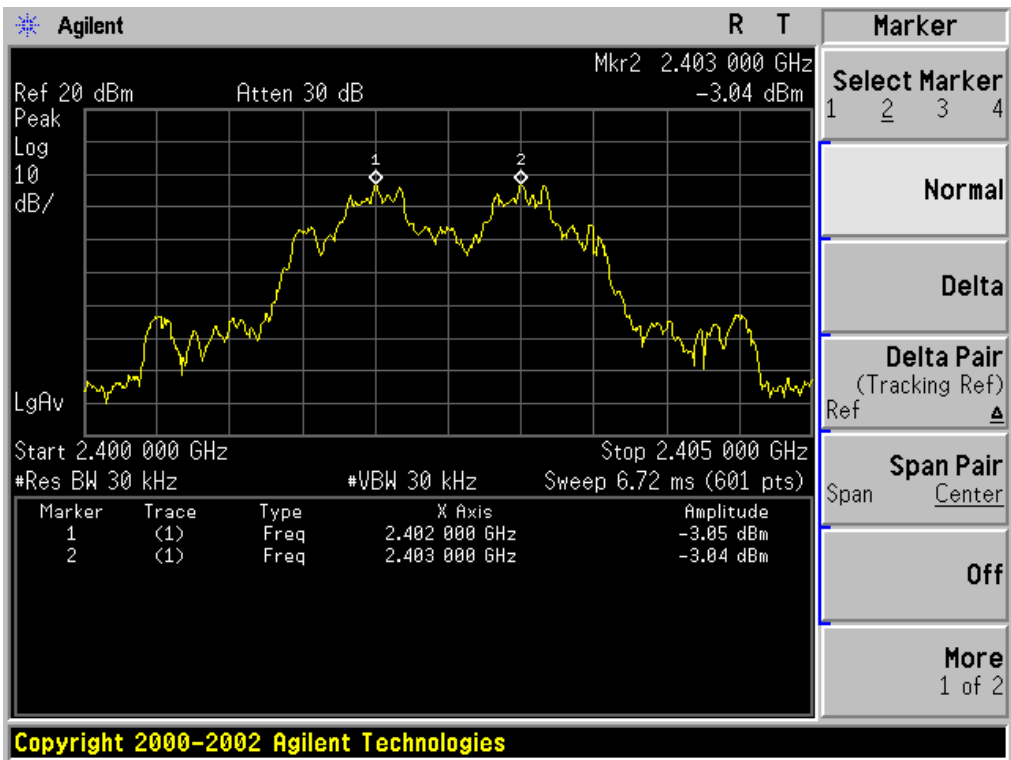 Agilent R T
Mkr2 2.403 000 GHz
Ref 20 dBm Atten 30 dB -3.04 dBm
Peak
Log
10
dB/
1 2
LgAv
Start 2.400 000 GHz Stop 2.405 000 GHz
#Res BW 30 kHz #VBW 30 kHz Sweep 6.72 ms (601 pts)
Marker Trace Type X Axis Amplitude
1 (1) Freq 2.402 000 GHz -3.05 dBm
2 (1) Freq 2.403 000 GHz -3.04 dBm
Copyright 2000-2002 Agilent Technologies
Marker
Select Marker
1 2 3 4
Normal
Delta
Delta Pair
(Tracking Ref)
Ref Δ
Span Pair
Span Center
Off
More
1 of 2